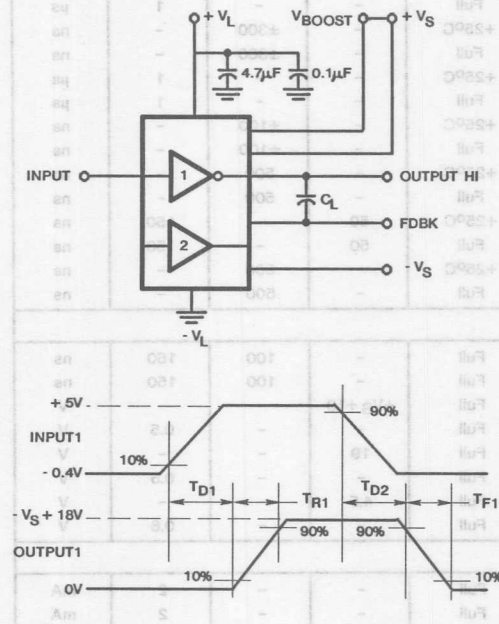 + V_L
V_BOOST
+ V_S
4.7μF
0.1μF
INPUT
1
OUTPUT HI
C_L
FDBK
2
- V_S
- V_L
+ 5V
90%
INPUT1
10%
- 0.4V
T_D1
T_R1
T_D2
T_F1
- V_S + 18V
90%
90%
OUTPUT1
10%
10%
0V